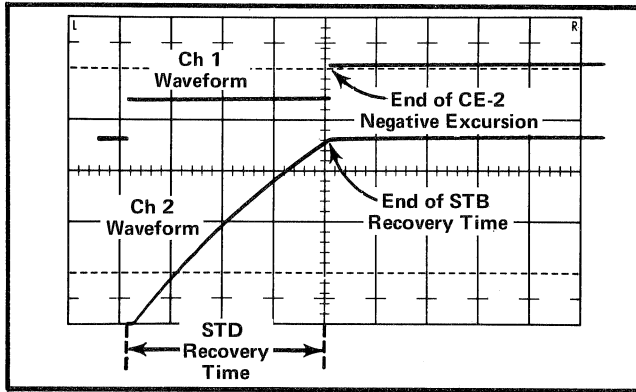 L
R
Ch 1
Waveform
End of CE-2
Negative Excursion
Ch 2
Waveform
End of STB
Recovery Time
STD
Recovery
Time